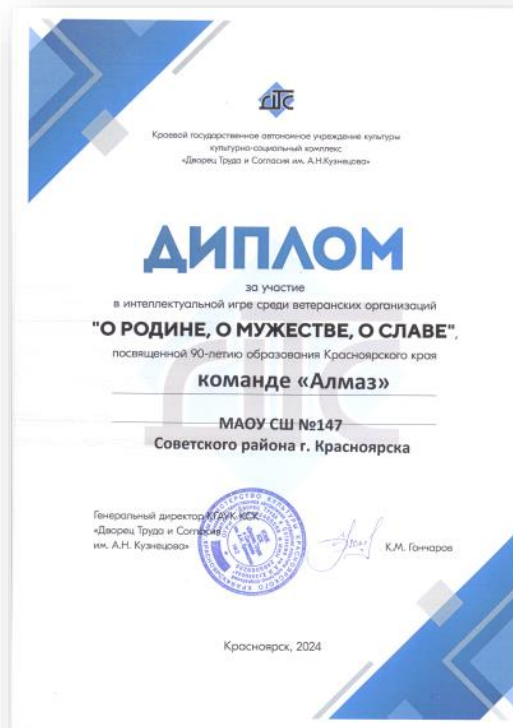 ДТС
Краевой государственное автономное учреждение культуры
культурно-социальный комплекс
«Дворец Труда и Согласия им. А.Н.Кузнецова»
ДИПЛОМ
за участие
в интеллектуальной игре среди ветеранских организаций
"О РОДИНЕ, О МУЖЕСТВЕ, О СЛАВЕ",
посвященной 90-летию образования Красноярского края
команде «Алмаз»
МАОУ СШ №147
Советского района г. Красноярска
Генеральный директор КГАУК КСК
«Дворец Труда и Согласия
им. А.Н. Кузнецова»
К.М. Гончаров
Красноярск, 2024